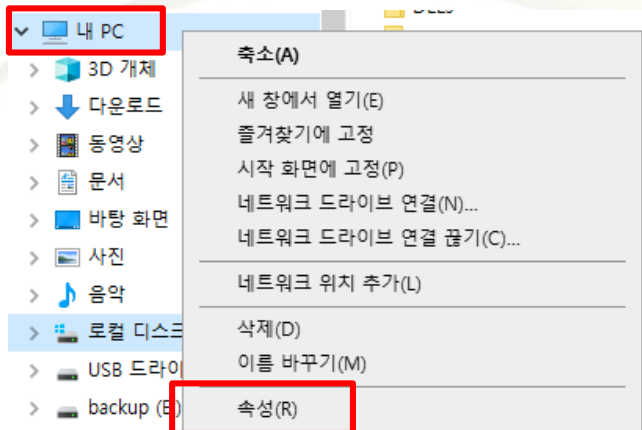 내 PC
3D 개체
다운로드
동영상
문서
바탕 화면
사진
음악
로컬 디스크
USB 드라이
backup (E)
축소(A)
새 창에서 열기(E)
즐겨찾기에 고정
시작 화면에 고정(P)
네트워크 드라이브 연결(N)...
네트워크 드라이브 연결 끊기(C)...
네트워크 위치 추가(L)
삭제(D)
이름 바꾸기(M)
속성(R)